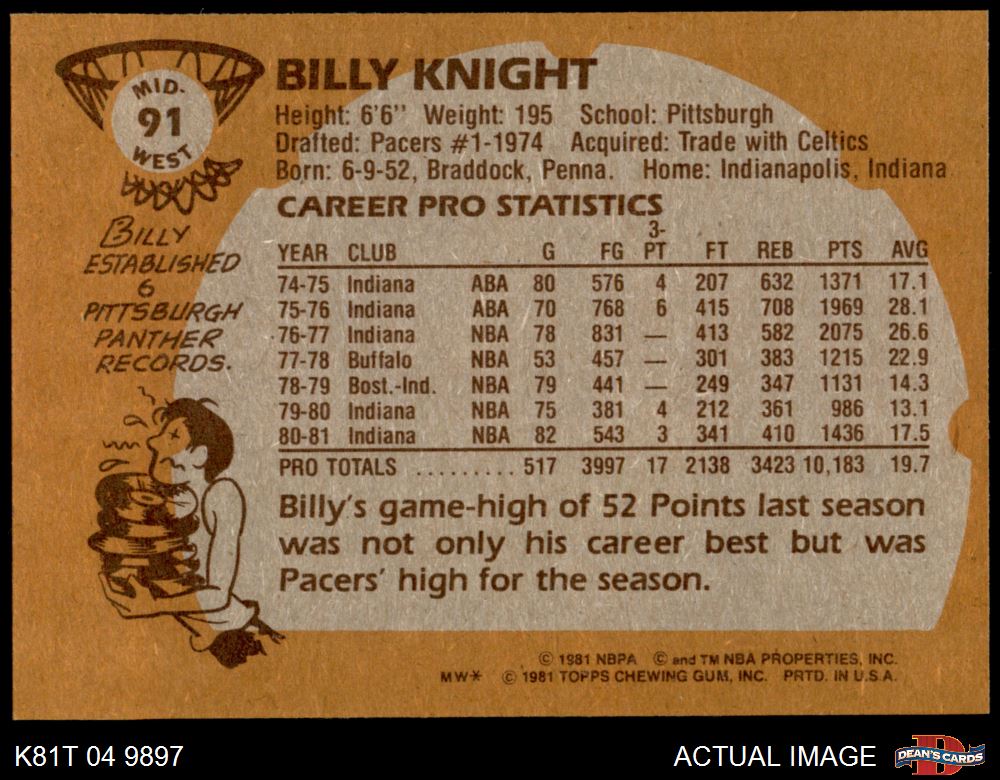 MID-
91
WEST
BILLY KNIGHT
Height: 6'6" Weight: 195 School: Pittsburgh
Drafted: Pacers #1-1974 Acquired: Trade with Celtics
Born: 6-9-52, Braddock, Penna. Home: Indianapolis, Indiana
BILLY
ESTABLISHED
6
PITTSBURGH
PANTHER
RECORDS.
CAREER PRO STATISTICS
YEAR CLUB G FG 3-PT FT REB PTS AVG
74-75 Indiana ABA 80 576 4 207 632 1371 17.1
75-76 Indiana ABA 70 768 6 415 708 1969 28.1
76-77 Indiana NBA 78 831 — 413 582 2075 26.6
77-78 Buffalo NBA 53 457 — 301 383 1215 22.9
78-79 Bost.-Ind. NBA 79 441 — 249 347 1131 14.3
79-80 Indiana NBA 75 381 4 212 361 986 13.1
80-81 Indiana NBA 82 543 3 341 410 1436 17.5
PRO TOTALS ......... 517 3997 17 2138 3423 10,183 19.7
Billy's game-high of 52 Points last season
was not only his career best but was
Pacers' high for the season.
© 1981 NBPA © and TM NBA PROPERTIES, INC.
MW* © 1981 TOPPS CHEWING GUM, INC. PRTD. IN U.S.A.
K81T 04 9897
ACTUAL IMAGE
DEAN'S CARDS